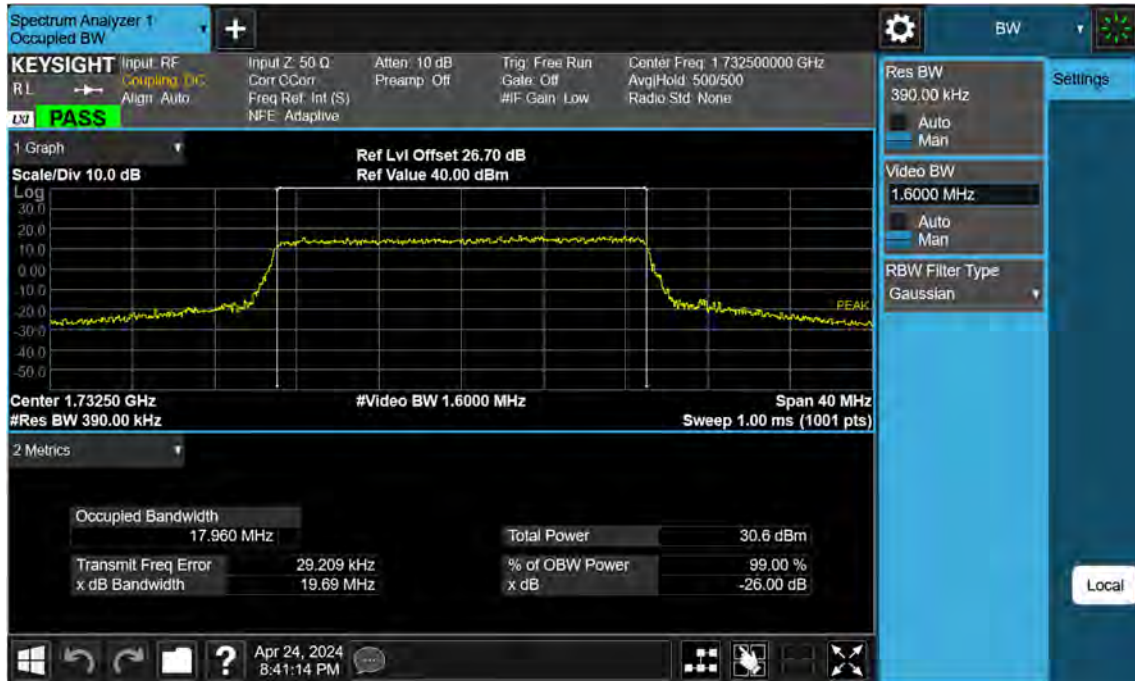 Spectrum Analyzer 1
Occupied BW
+
BW
KEYSIGHT
RL
LXI
PASS
Input: RF
Coupling: DC
Align: Auto
Input Z: 50 Ω
Corr CCorr
Freq Ref: Int (S)
NFE: Adaptive
Atten: 10 dB
Preamp: Off
Trig: Free Run
Gate: Off
#IF Gain: Low
Center Freq: 1.732500000 GHz
Avg|Hold: 500/500
Radio Std: None
1 Graph
Scale/Div 10.0 dB
Ref Lvl Offset 26.70 dB
Ref Value 40.00 dBm
Log
30.0
20.0
10.0
0.00
-10.0
-20.0
-30.0
-40.0
-50.0
PEAK
Center 1.73250 GHz
#Video BW 1.6000 MHz
Span 40 MHz
#Res BW 390.00 kHz
Sweep 1.00 ms (1001 pts)
2 Metrics
Occupied Bandwidth
17.960 MHz
Total Power 30.6 dBm
Transmit Freq Error 29.209 kHz
% of OBW Power 99.00 %
x dB Bandwidth 19.69 MHz
x dB -26.00 dB
Res BW
390.00 kHz
Auto
Man
Video BW
1.6000 MHz
Auto
Man
RBW Filter Type
Gaussian
Settings
Local
?
Apr 24, 2024
8:41:14 PM